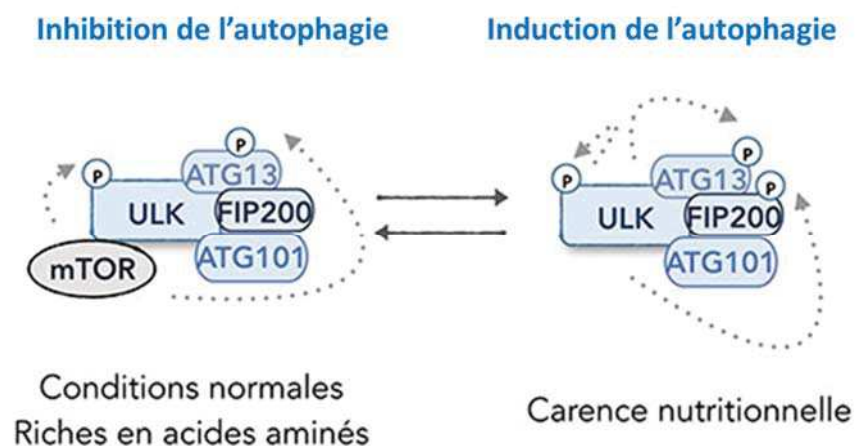 Inhibition de l'autophagie
Induction de l'autophagie
P
P
ATG13
ULK
FIP200
ATG101
mTOR
P
P
P
ATG13
ULK
FIP200
ATG101
Conditions normales
Riches en acides aminés
Carence nutritionnelle